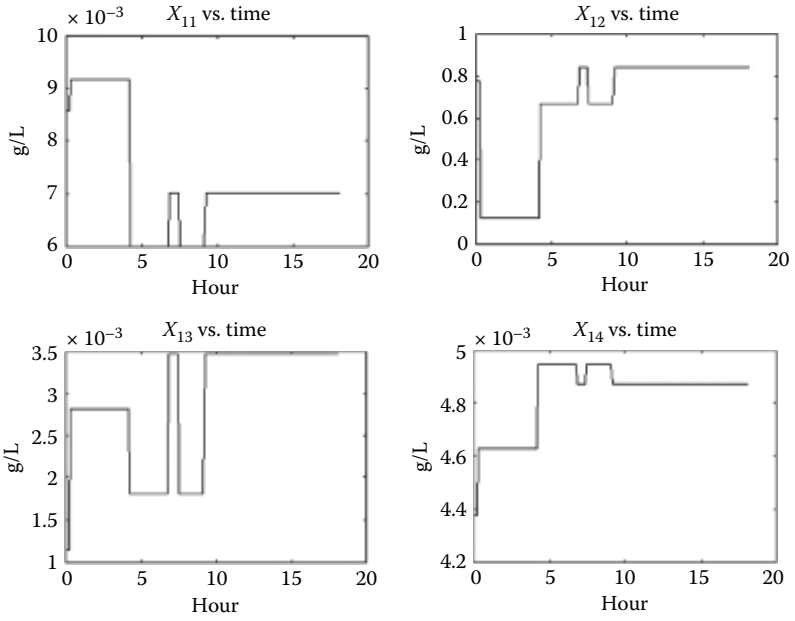 × 10⁻³
X₁₁ vs. time
10
9
8
7
6
g/L
0 5 10 15 20
Hour
X₁₂ vs. time
1
0.8
0.6
0.4
0.2
0
g/L
0 5 10 15 20
Hour
× 10⁻³
X₁₃ vs. time
3.5
3
2.5
2
1.5
1
g/L
0 5 10 15 20
Hour
× 10⁻³
X₁₄ vs. time
5
4.8
4.6
4.4
4.2
g/L
0 5 10 15 20
Hour